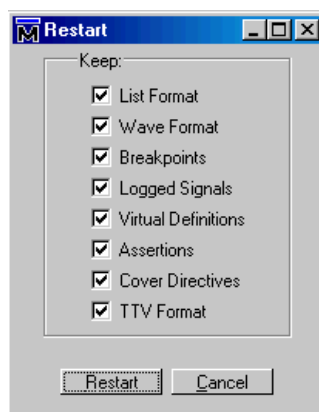 Restart
Keep:
List Format
Wave Format
Breakpoints
Logged Signals
Virtual Definitions
Assertions
Cover Directives
TTV Format
Restart Cancel